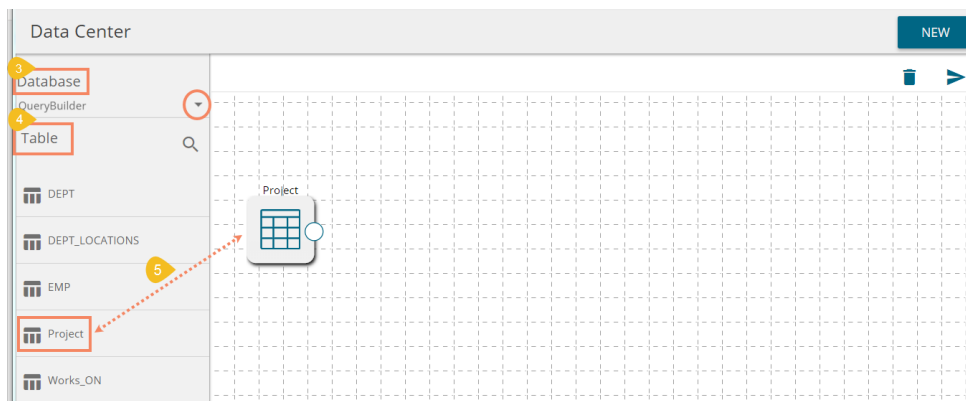 Data Center
NEW
3
Database
QueryBuilder
4
Table
DEPT
Project
DEPT_LOCATIONS
5
EMP
Project
Works_ON